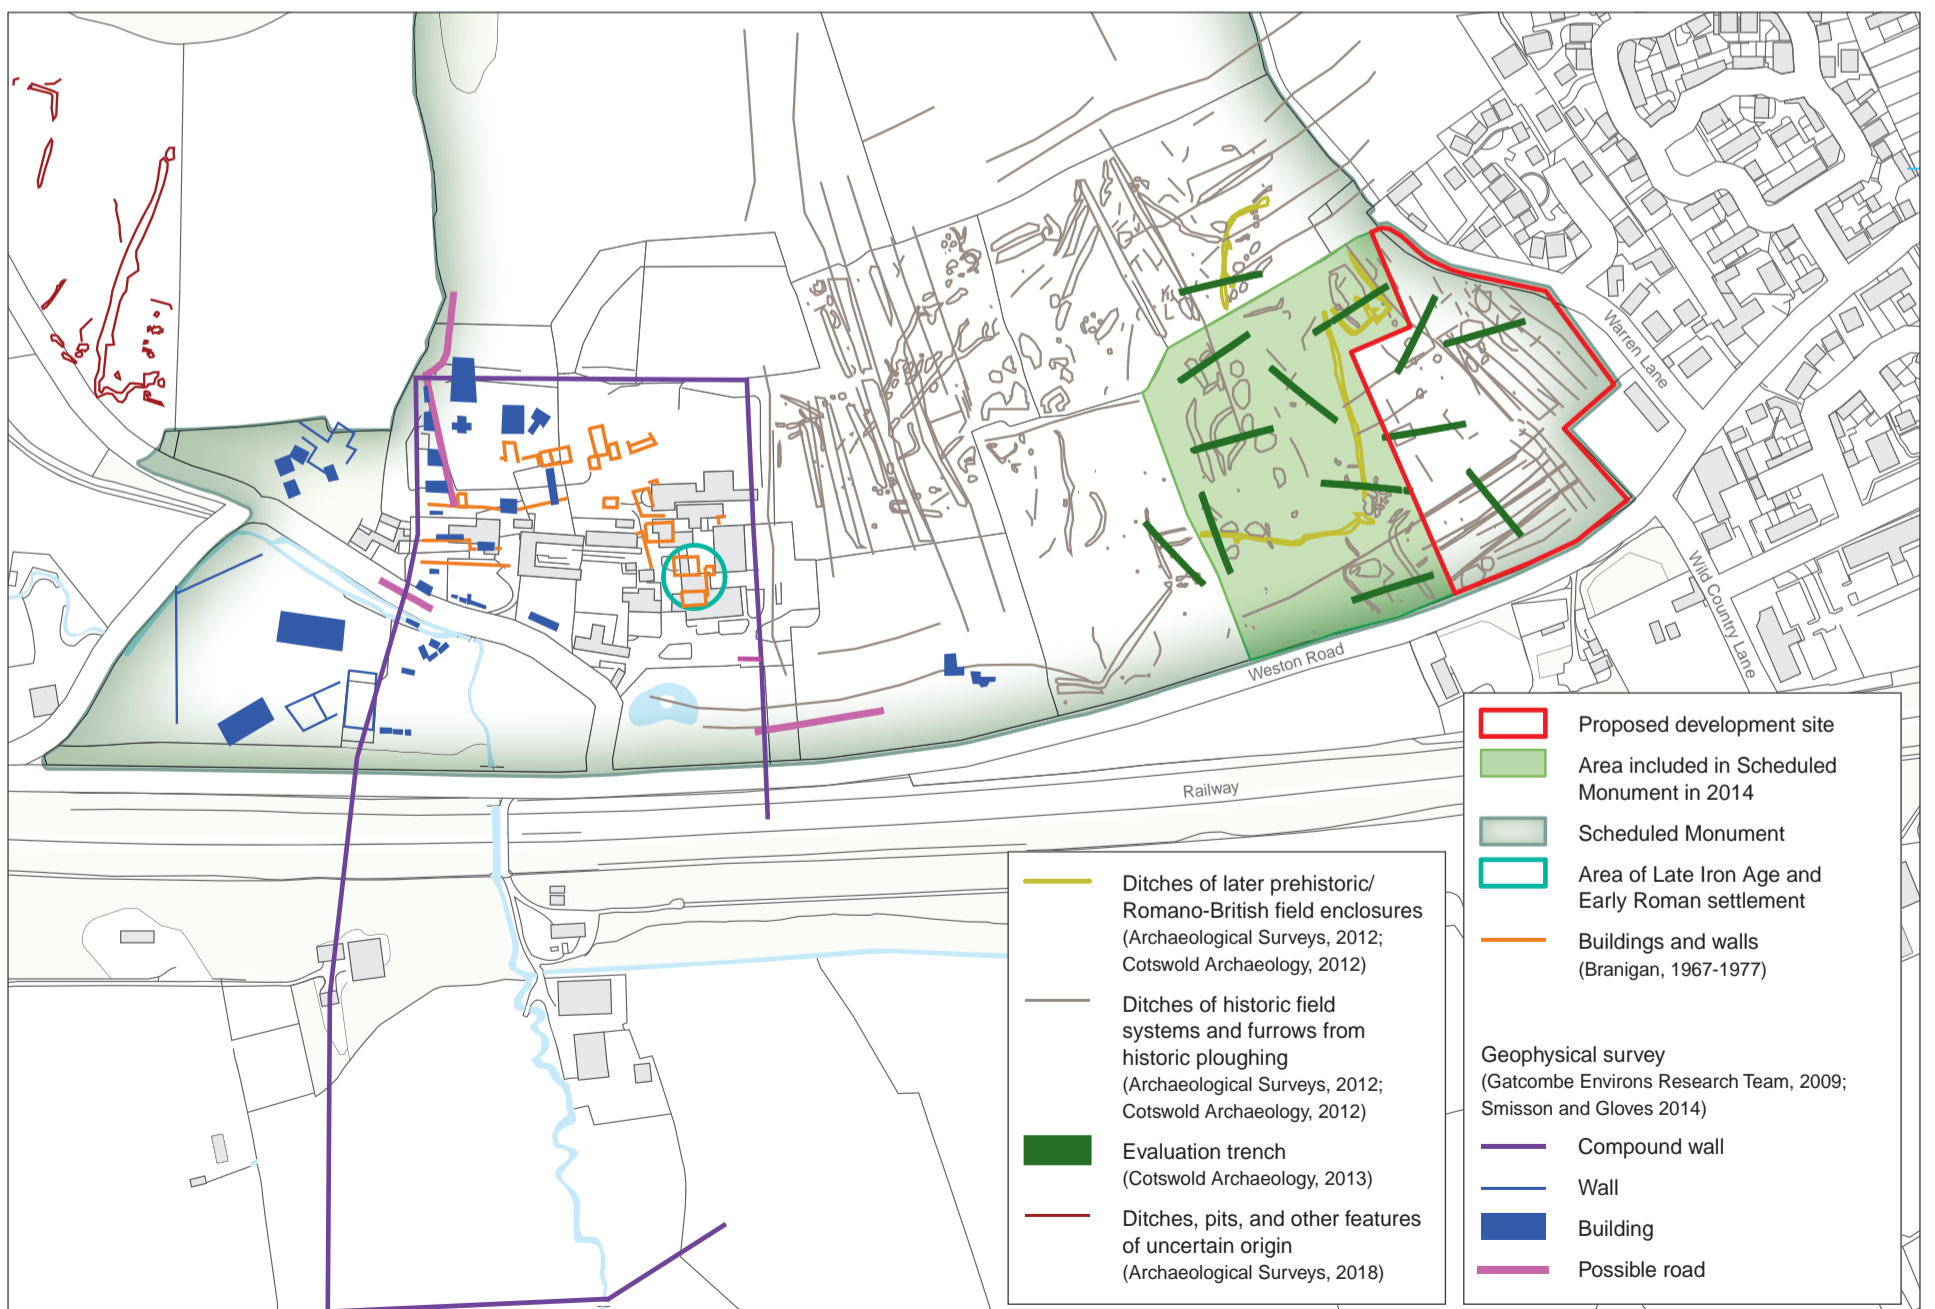 Warren Lane
Wild Country Lane
Weston Road
Railway
Ditches of later prehistoric/
Romano-British field enclosures
(Archaeological Surveys, 2012;
Cotswold Archaeology, 2012)
Ditches of historic field
systems and furrows from
historic ploughing
(Archaeological Surveys, 2012;
Cotswold Archaeology, 2012)
Evaluation trench
(Cotswold Archaeology, 2013)
Ditches, pits, and other features
of uncertain origin
(Archaeological Surveys, 2018)
Proposed development site
Area included in Scheduled
Monument in 2014
Scheduled Monument
Area of Late Iron Age and
Early Roman settlement
Buildings and walls
(Branigan, 1967-1977)
Geophysical survey
(Gatcombe Environs Research Team, 2009;
Smisson and Gloves 2014)
Compound wall
Wall
Building
Possible road